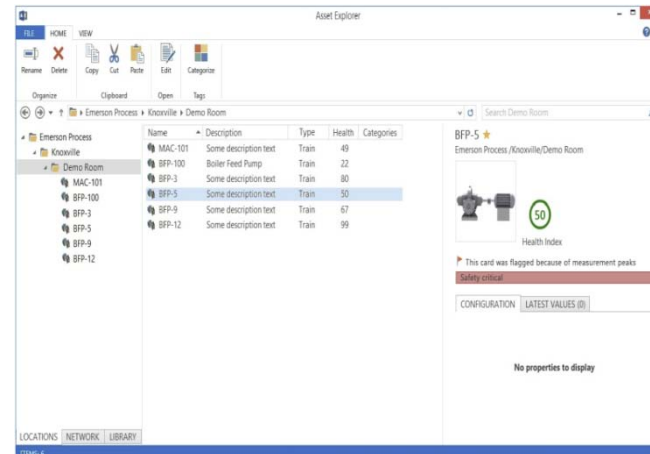 Asset Explorer
FILE HOME VIEW
Rename Delete Copy Cut Paste Edit Categorize
Organize Clipboard Open Tags
Emerson Process Knoxville Demo Room Search Demo Room
Emerson Process
Knoxville
Demo Room
MAC-101
BFP-100
BFP-3
BFP-5
BFP-9
BFP-12
Name Description Type Health Categories
MAC-101 Some description text Train 49
BFP-100 Boiler Feed Pump Train 22
BFP-3 Some description text Train 80
BFP-5 Some description text Train 50
BFP-9 Some description text Train 67
BFP-12 Some description text Train 99
BFP-5
Emerson Process /Knoxville/Demo Room
50
Health Index
This card was flagged because of measurement peaks
Safety critical
CONFIGURATION LATEST VALUES (0)
No properties to display
LOCATIONS NETWORK LIBRARY
ITEMS: 6